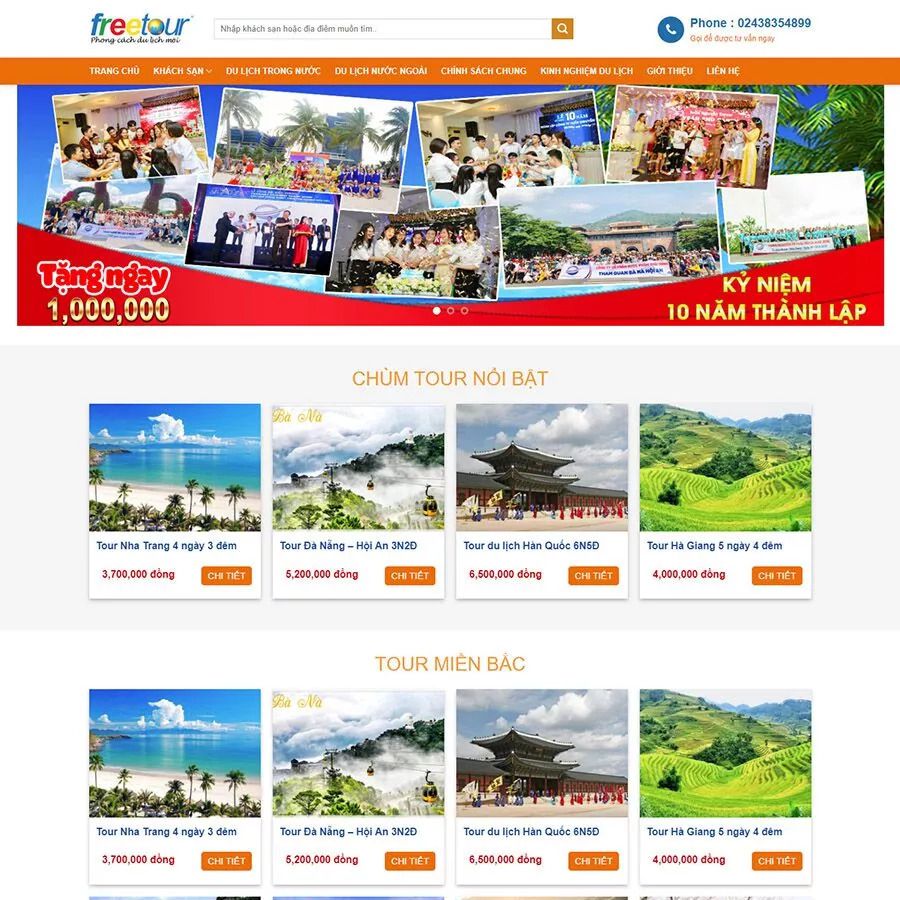 freetour
Phong cách du lịch mới
Nhập khách sạn hoặc địa điểm muốn tìm..
Phone : 02438354899
Gọi để được tư vấn ngay
TRANG CHỦ KHÁCH SẠN DU LỊCH TRONG NƯỚC DU LỊCH NƯỚC NGOÀI CHÍNH SÁCH CHUNG KINH NGHIỆM DU LỊCH GIỚI THIỆU LIÊN HỆ
10 NĂM
THAM QUAN BÀ NÀ HỘI AN
Tặng ngay
1,000,000
KỶ NIỆM
10 NĂM THÀNH LẬP
CHÙM TOUR NỔI BẬT
Bà Nà
Tour Nha Trang 4 ngày 3 đêm
3,700,000 đồng CHI TIẾT
Tour Đà Nẵng – Hội An 3N2Đ
5,200,000 đồng CHI TIẾT
Tour du lịch Hàn Quốc 6N5Đ
6,500,000 đồng CHI TIẾT
Tour Hà Giang 5 ngày 4 đêm
4,000,000 đồng CHI TIẾT
TOUR MIỀN BẮC
Bà Nà
Tour Nha Trang 4 ngày 3 đêm
3,700,000 đồng CHI TIẾT
Tour Đà Nẵng – Hội An 3N2Đ
5,200,000 đồng CHI TIẾT
Tour du lịch Hàn Quốc 6N5Đ
6,500,000 đồng CHI TIẾT
Tour Hà Giang 5 ngày 4 đêm
4,000,000 đồng CHI TIẾT